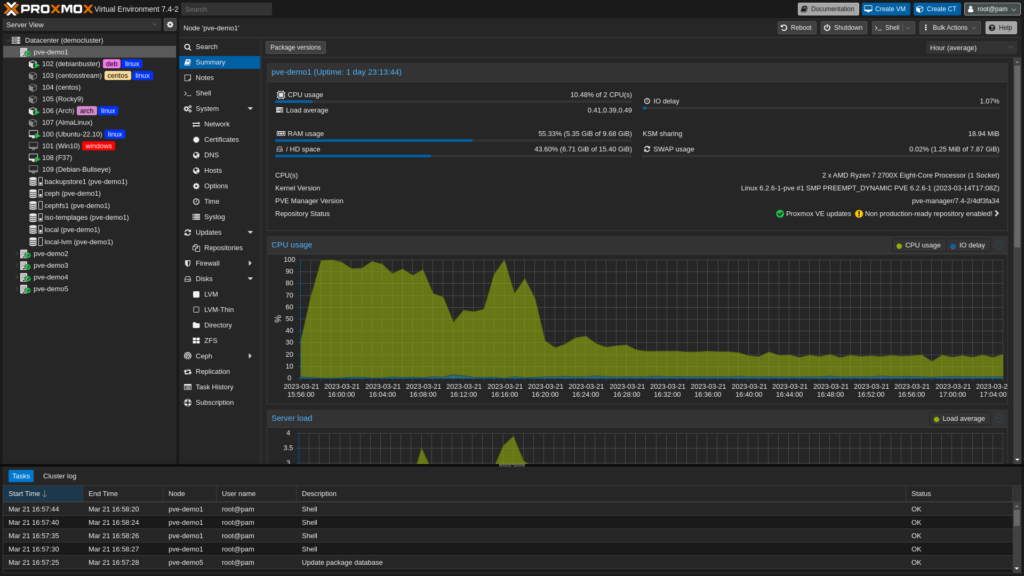 PROXMOX Virtual Environment 7.4-2 Search Documentation Create VM Create CT root@pam
Server View
Datacenter (democluster)
pve-demo1
102 (debianbuster) deb linux
103 (centosstream) centos linux
104 (centos)
105 (Rocky9)
106 (Arch) arch linux
107 (AlmaLinux)
100 (Ubuntu-22.10) linux
101 (Win10) windows
108 (F37)
109 (Debian-Bullseye)
backupstore1 (pve-demo1)
ceph (pve-demo1)
cephfs1 (pve-demo1)
iso-templages (pve-demo1)
local (pve-demo1)
local-lvm (pve-demo1)
pve-demo2
pve-demo3
pve-demo4
pve-demo5
Node 'pve-demo1' Reboot Shutdown Shell Bulk Actions Help
Search
Summary
Notes
Shell
System
Network
Certificates
DNS
Hosts
Options
Time
Syslog
Updates
Repositories
Firewall
Disks
LVM
LVM-Thin
Directory
ZFS
Ceph
Replication
Task History
Subscription
Package versions Hour (average)
pve-demo1 (Uptime: 1 day 23:13:44)
CPU usage 10.48% of 2 CPU(s)
IO delay 1.07%
Load average 0.41,0.39,0.49
RAM usage 55.33% (5.35 GiB of 9.68 GiB)
KSM sharing 18.94 MiB
/ HD space 43.60% (6.71 GiB of 15.40 GiB)
SWAP usage 0.02% (1.25 MiB of 7.87 GiB)
CPU(s) 2 x AMD Ryzen 7 2700X Eight-Core Processor (1 Socket)
Kernel Version Linux 6.2.6-1-pve #1 SMP PREEMPT_DYNAMIC PVE 6.2.6-1 (2023-03-14T17:08Z)
PVE Manager Version pve-manager/7.4-2/4df3fa34
Repository Status Proxmox VE updates Non production-ready repository enabled!
CPU usage CPU usage IO delay
100
90
80
70
60
50
40
30
20
10
0
%
2023-03-21 2023-03-21 2023-03-21 2023-03-21 2023-03-21 2023-03-21 2023-03-21 2023-03-21 2023-03-21 2023-03-21 2023-03-21 2023-03-21 2023-03-21 2023-03-21 2023-03-21 2023-03-21 2023-03-21 2023-03-2
15:56:00 16:00:00 16:04:00 16:08:00 16:12:00 16:16:00 16:20:00 16:24:00 16:28:00 16:32:00 16:36:00 16:40:00 16:44:00 16:48:00 16:52:00 16:56:00 17:00:00 17:04:00
Server load Load average
4
3.5
3
Tasks Cluster log
Start Time End Time Node User name Description Status
Mar 21 16:57:44 Mar 21 16:58:20 pve-demo1 root@pam Shell OK
Mar 21 16:57:40 Mar 21 16:58:24 pve-demo1 root@pam Shell OK
Mar 21 16:57:35 Mar 21 16:58:26 pve-demo1 root@pam Shell OK
Mar 21 16:57:30 Mar 21 16:58:27 pve-demo1 root@pam Shell OK
Mar 21 16:57:25 Mar 21 16:57:28 pve-demo5 root@pam Update package database OK